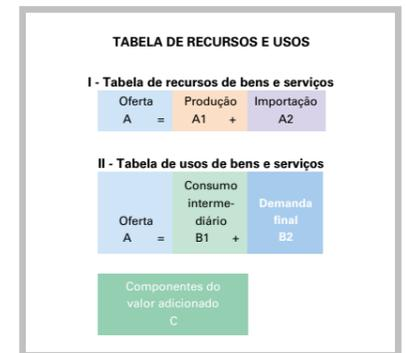 TABELA DE RECURSOS E USOS
I - Tabela de recursos de bens e serviços
Oferta Produção Importação
A = A1 + A2
II - Tabela de usos de bens e serviços
Consumo
interme- Demanda
Oferta diário final
A = B1 + B2
Componentes do
valor adicionado
C